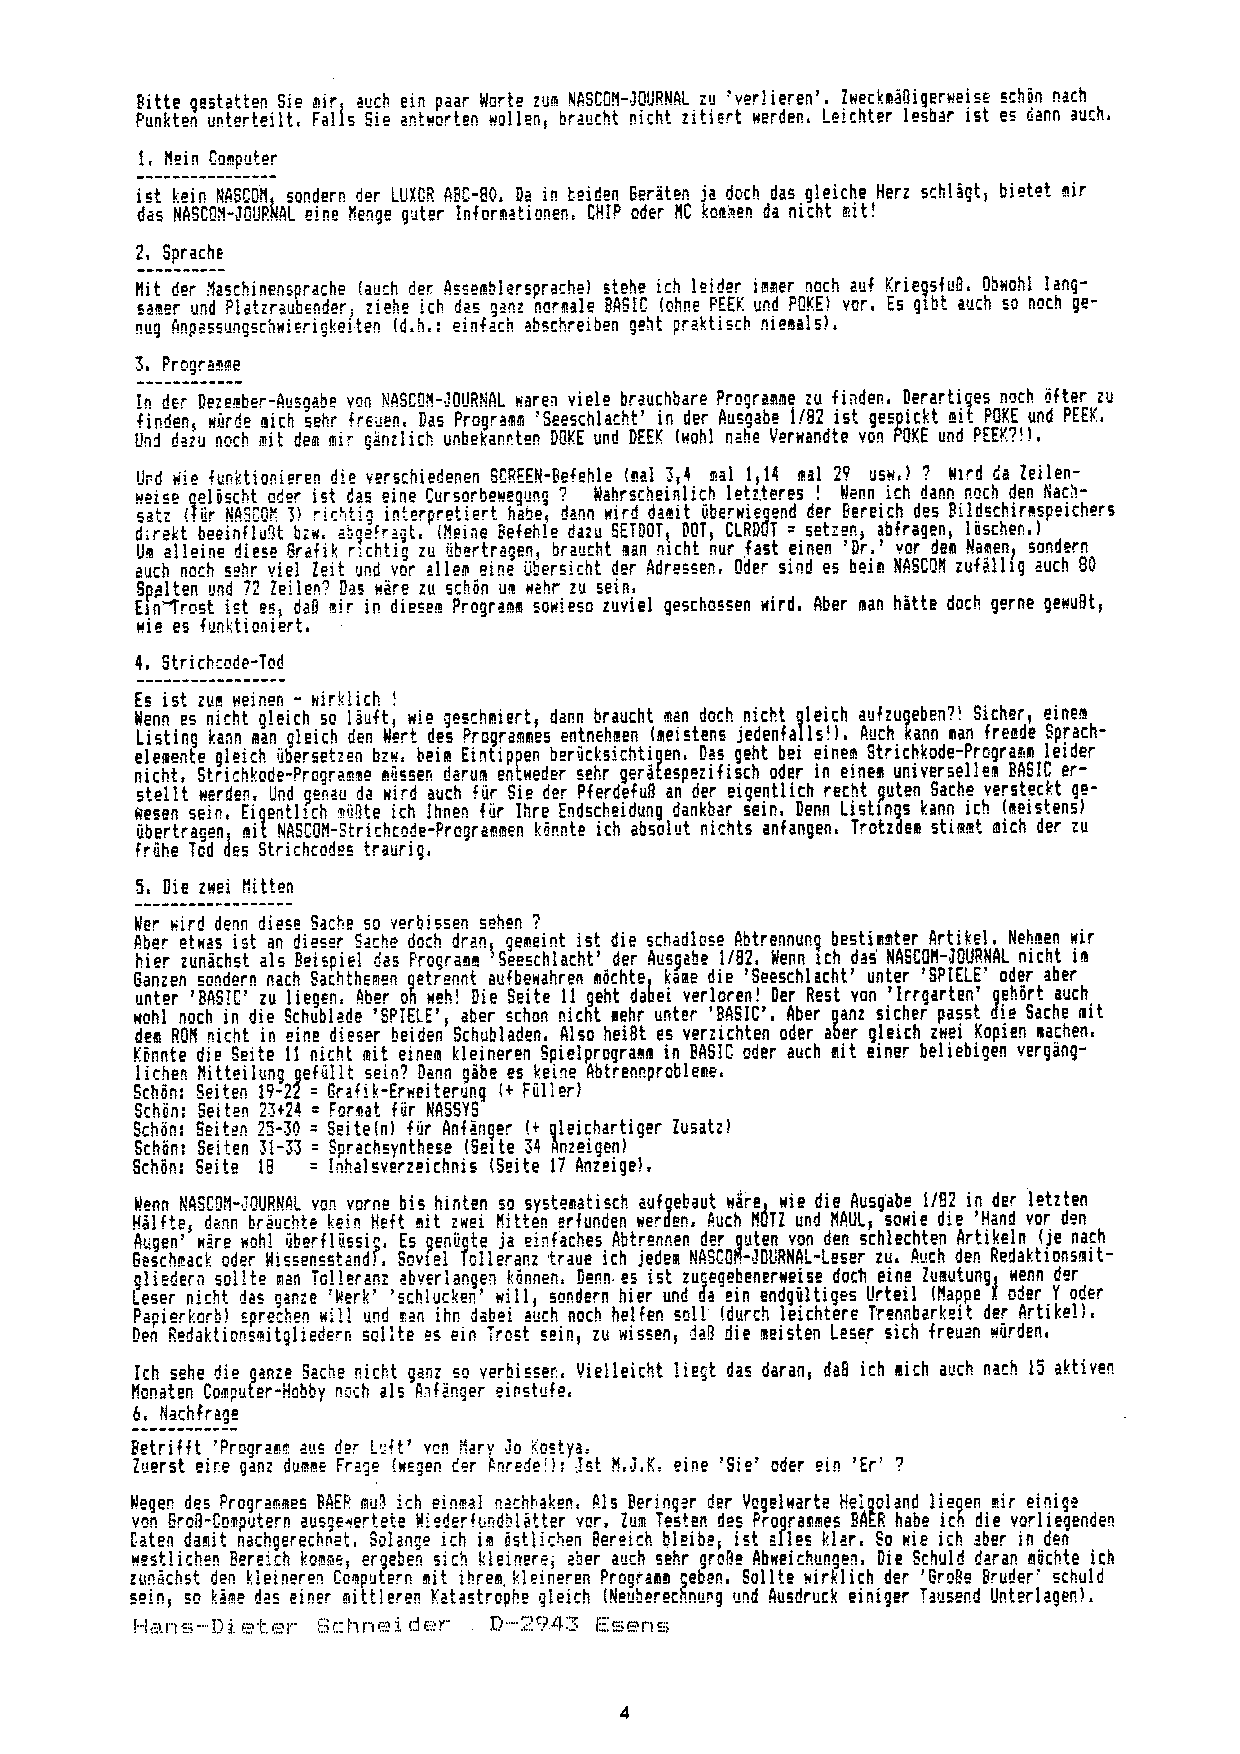 Bitte gestatten Sie mir, auch ein paar Worte zum NASCOM-JOURNAL zu 'verlieren'. Zweckmäßigerweise schön nach
Punkten unterteilt. Falls Sie antworten wollen, braucht nicht zitiert werden. Leichter lesbar ist es dann auch.
1. Mein Computer
----------------
ist kein NASCOM, sondern der LUXOR ABC-80. Da in beiden Geräten ja doch das gleiche Herz schlägt, bietet mir
das NASCOM-JOURNAL eine Menge guter Informationen. CHIP oder MC kommen da nicht mit!
2. Sprache
----------
Mit der Maschinensprache (auch der Assemblersprache) stehe ich leider immer noch auf Kriegsfuß. Obwohl lang-
samer und Platzraubender, ziehe ich das ganz normale BASIC (ohne PEEK und POKE) vor. Es gibt auch so noch ge-
nug Anpassungschwierigkeiten (d.h.: einfach abschreiben geht praktisch niemals).
3. Programme
------------
In der Dezember-Ausgabe von NASCOM-JOURNAL waren viele brauchbare Programme zu finden. Derartiges noch öfter zu
finden, würde mich sehr freuen. Das Programm 'Seeschlacht' in der Ausgabe 1/82 ist gespickt mit POKE und PEEK.
Und dazu noch mit dem mir gänzlich unbekannten DOKE und DEEK (wohl nahe Verwandte von POKE und PEEK?!).
Und wie funktionieren die verschiedenen SCREEN-Befehle (mal 3,4 mal 1,14 mal 29 usw.) ? Wird da Zeilen-
weise gelöscht oder ist das eine Cursorbewegung ? Wahrscheinlich letzteres ! Wenn ich dann noch den Nach-
satz (für NASCOM 3) richtig interpretiert habe, dann wird damit überwiegend der Bereich des Bildschirmspeichers
direkt beeinflußt bzw. abgefragt. (Meine Befehle dazu SETDOT, DOT, CLRDOT = setzen, abfragen, löschen.)
Um alleine diese Grafik richtig zu übertragen, braucht man nicht nur fast einen 'Dr.' vor dem Namen, sondern
auch noch sehr viel Zeit und vor allem eine übersicht der Adressen. Oder sind es beim NASCOM zufällig auch 80
Spalten und 72 Zeilen? Das wäre zu schön um wahr zu sein.
Ein Trost ist es, daß mir in diesem Programm sowieso zuviel geschossen wird. Aber man hätte doch gerne gewußt,
wie es funktioniert.
4. Strichcode-Tod
-----------------
Es ist zum weinen - wirklich !
Wenn es nicht gleich so läuft, wie geschmiert, dann braucht man doch nicht gleich aufzugeben?! Sicher, einem
Listing kann man gleich den Wert des Programmes entnehmen (meistens jedenfalls!). Auch kann man fremde Sprach-
elemente gleich übersetzen bzw. beim Eintippen berücksichtigen. Das geht bei einem Strichkode-Programm leider
nicht. Strichkode-Programme müssen darum entweder sehr gerätespezifisch oder in einem universellem BASIC er-
stellt werden. Und genau da wird auch für Sie der Pferdefuß an der eigentlich recht guten Sache versteckt ge-
wesen sein. Eigentlich müßte ich Ihnen für Ihre Endscheidung dankbar sein. Denn Listings kann ich (meistens)
übertragen, mit NASCOM-Strichcode-Programmen könnte ich absolut nichts anfangen. Trotzdem stimmt mich der zu
frühe Tod des Strichcodes traurig.
5. Die zwei Mitten
------------------
Wer wird denn diese Sache so verbissen sehen ?
Aber etwas ist an dieser Sache doch dran, gemeint ist die schadlose Abtrennung bestimmter Artikel. Nehmen wir
hier zunächst als Beispiel das Programm 'Seeschlacht' der Ausgabe 1/82. Wenn ich das NASCOM-JOURNAL nicht im
Ganzen sondern nach Sachthemen getrennt aufbewahren möchte, käme die 'Seeschlacht' unter 'SPIELE' oder aber
unter 'BASIC' zu liegen. Aber oh weh! Die Seite 11 geht dabei verloren! Der Rest von 'Irrgarten' gehört auch
wohl noch in die Schublade 'SPIELE', aber schon nicht mehr unter 'BASIC'. Aber ganz sicher passt die Sache mit
dem ROM nicht in eine dieser beiden Schubladen. Also heißt es verzichten oder aber gleich zwei Kopien machen.
Könnte die Seite 11 nicht mit einem kleineren Spielprogramm in BASIC oder auch mit einer beliebigen vergäng-
lichen Mitteilung gefüllt sein? Dann gäbe es keine Abtrennprobleme.
Schön: Seiten 19-22 = Grafik-Erweiterung (+ Füller)
Schön: Seiten 23+24 = Format für NASSYS
Schön: Seiten 25-30 = Seite(n) für Anfänger (+ gleichartiger Zusatz)
Schön: Seiten 31-33 = Sprachsynthese (Seite 34 Anzeigen)
Schön: Seite 18 = Inhalsverzeichnis (Seite 17 Anzeige).
Wenn NASCOM-JOURNAL von vorne bis hinten so systematisch aufgebaut wäre, wie die Ausgabe 1/82 in der letzten
Hälfte, dann bräuchte kein Heft mit zwei Mitten erfunden werden. Auch MOTZ und MAUL, sowie die 'Hand vor den
Augen' wäre wohl überflüssig. Es genügte ja einfaches Abtrennen der guten von den schlechten Artikeln (je nach
Geschmack oder Wissensstand). Soviel Tolleranz traue ich jedem NASCOM-JOURNAL-Leser zu. Auch den Redaktionsmit-
gliedern sollte man Tolleranz abverlangen können. Denn es ist zugegebenerweise doch eine Zumutung, wenn der
Leser nicht das ganze 'Werk' 'schlucken' will, sondern hier und da ein endgültiges Urteil (Mappe X oder Y oder
Papierkorb) sprechen will und man ihn dabei auch noch helfen soll (durch leichtere Trennbarkeit der Artikel).
Den Redaktionsmitgliedern sollte es ein Trost sein, zu wissen, daß die meisten Leser sich freuen würden.
Ich sehe die ganze Sache nicht ganz so verbissen. Vielleicht liegt das daran, daß ich mich auch nach 15 aktiven
Monaten Computer-Hobby noch als Anfänger einstufe.
6. Nachfrage
------------
Betrifft 'Programm aus der Luft' von Mary Jo Kostya.
Zuerst eine ganz dumme Frage (wegen der Anrede!): Ist M.J.K. eine 'Sie' oder ein 'Er' ?
Wegen des Programmes BAER muß ich einmal nachhaken. Als Beringer der Vogelwarte Helgoland liegen mir einige
von Groß-Computern ausgewertete Wiederfundblätter vor. Zum Testen des Programmes BAER habe ich die vorliegenden
Daten damit nachgerechnet. Solange ich im östlichen Bereich bleibe, ist alles klar. So wie ich aber in den
westlichen Bereich komme, ergeben sich kleinere, aber auch sehr große Abweichungen. Die Schuld daran möchte ich
zunächst den kleineren Computern mit ihrem kleineren Programm geben. Sollte wirklich der 'Große Bruder' schuld
sein, so käme das einer mittleren Katastrophe gleich (Neuberechnung und Ausdruck einiger Tausend Unterlagen).
Hans-Dieter Schneider D-2943 Esens
4